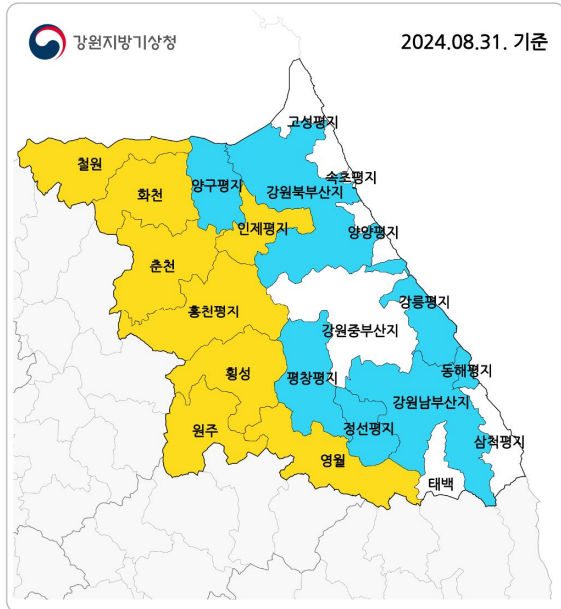 강원지방기상청
2024.08.31. 기준
고성평지
철원
속초평지
양구평지
강원북부산지
화천
인제평지
양양평지
춘천
강릉평지
홍천평지
강원중부산지
횡성
평창평지
동해평지
강원남부산지
원주
정선평지
삼척평지
영월
태백